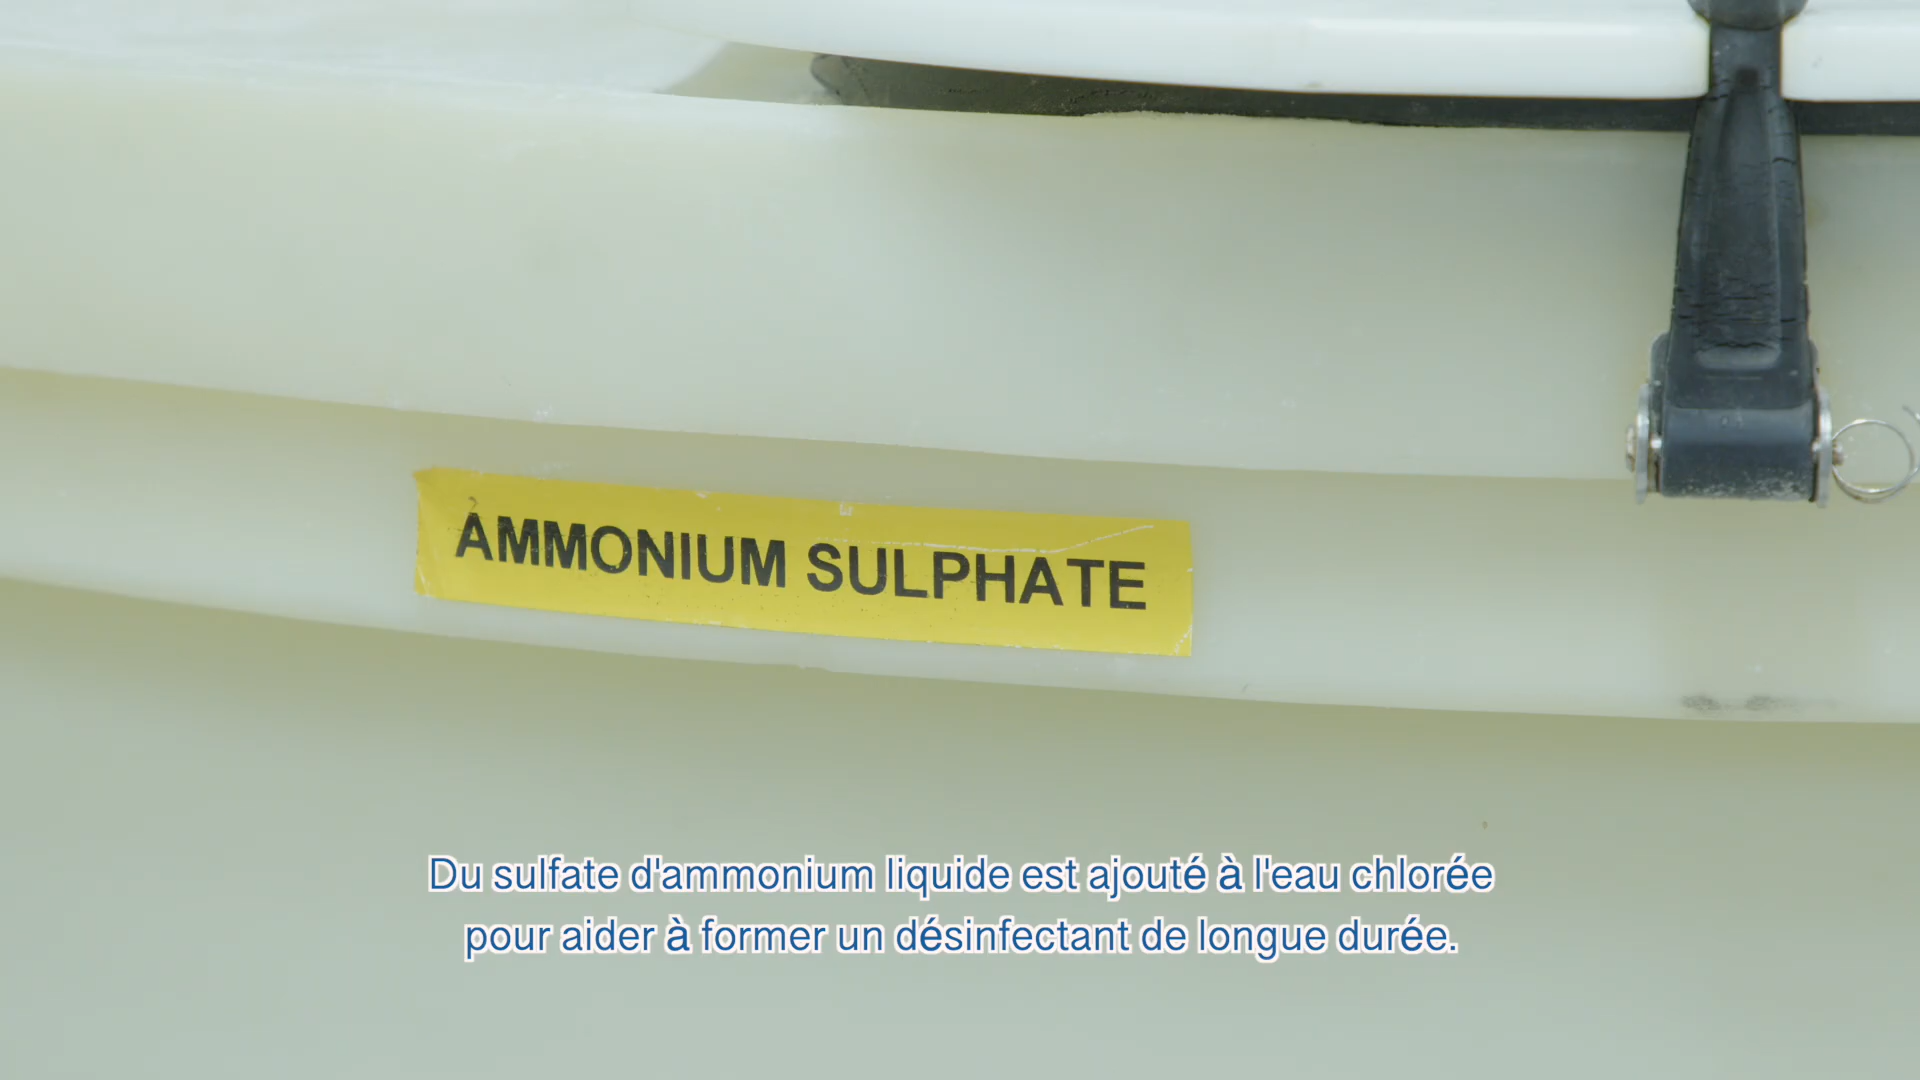 AMMONIUM SULPHATE
Du sulfate d'ammonium liquide est ajouté à l'eau chlorée
pour aider à former un désinfectant de longue durée.